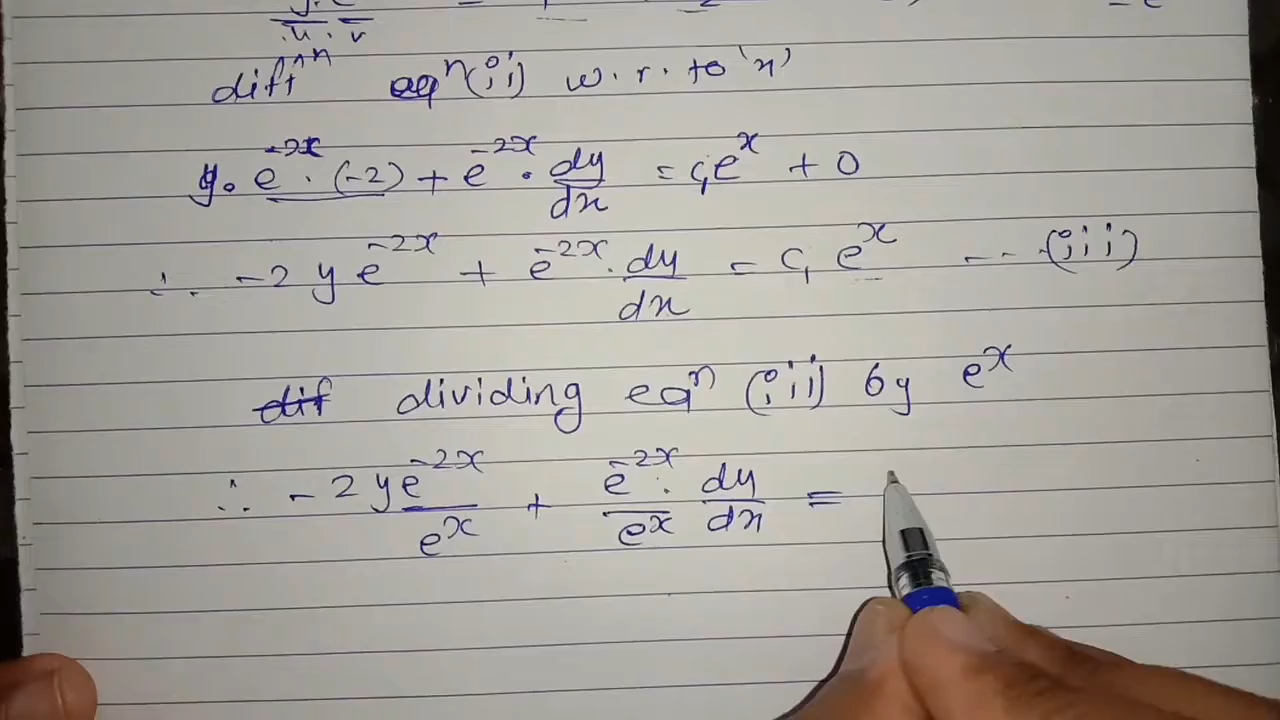 diffⁿ eqⁿ (ii) w.r.to 'x'
y. e^-2x . (-2) + e^-2x . dy/dx = c₁e^x + 0
∴ -2 y e^-2x + e^-2x . dy/dx = c₁ e^x -- (iii)
dif dividing eqⁿ (iii) by e^x
∴ -2 y e^-2x/e^x + e^-2x/e^x . dy/dx =